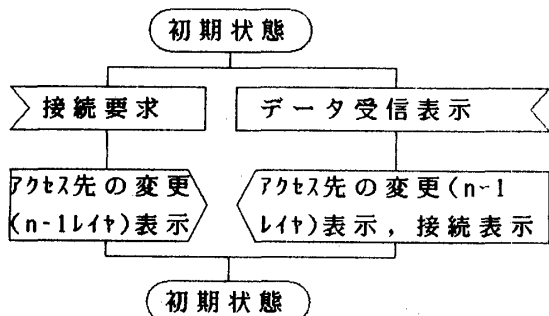 初期状態
接続要求
データ受信表示
アクセス先の変更
(n-1レイヤ)表示
アクセス先の変更(n-1
レイヤ)表示，接続表示
初期状態